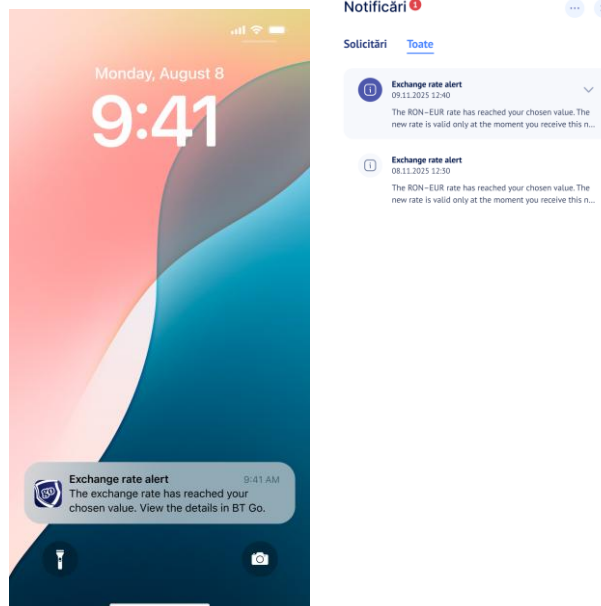 Monday, August 8
9:41
Exchange rate alert 9:41 AM
The exchange rate has reached your
chosen value. View the details in BT Go.
go
Notificări 1
Solicitări Toate
Exchange rate alert
09.11.2025 12:40
The RON-EUR rate has reached your chosen value. The
new rate is valid only at the moment you receive this n...
Exchange rate alert
08.11.2025 12:30
The RON-EUR rate has reached your chosen value. The
new rate is valid only at the moment you receive this n...